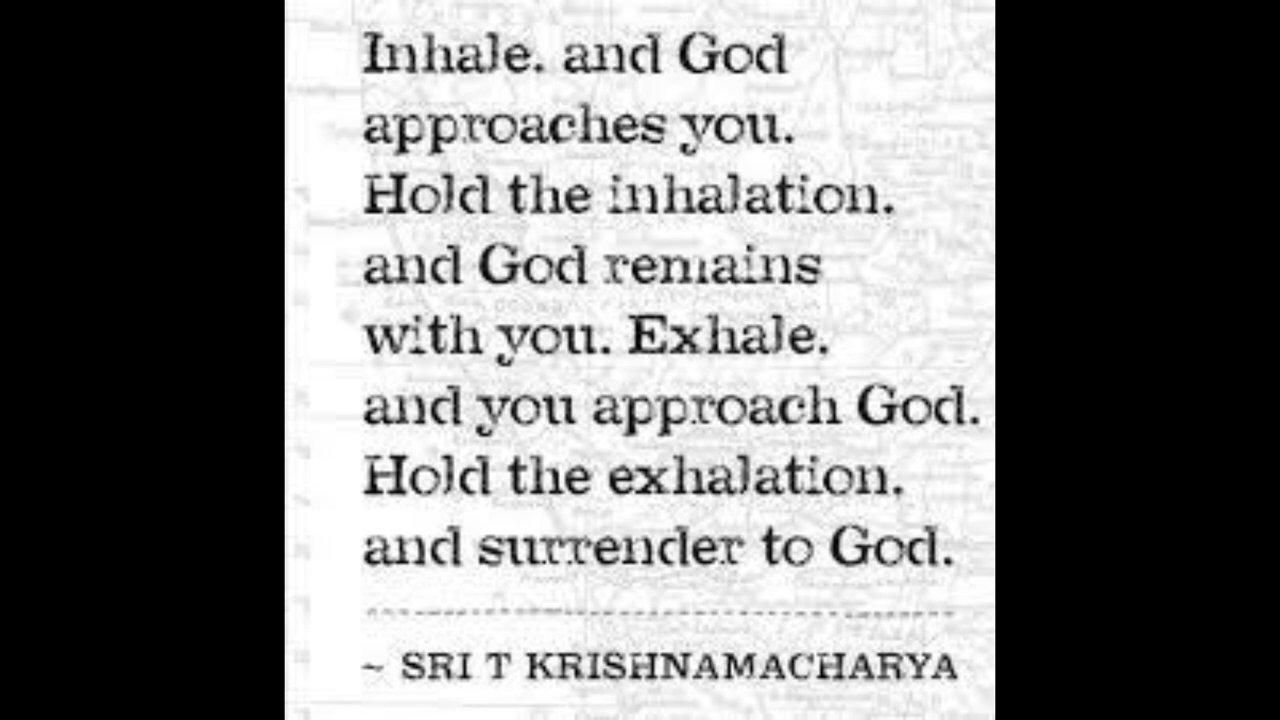 Inhale. and God
approaches you.
Hold the inhalation.
and God remains
with you. Exhale.
and you approach God.
Hold the exhalation.
and surrender to God.
~ SRI T KRISHNAMACHARYA